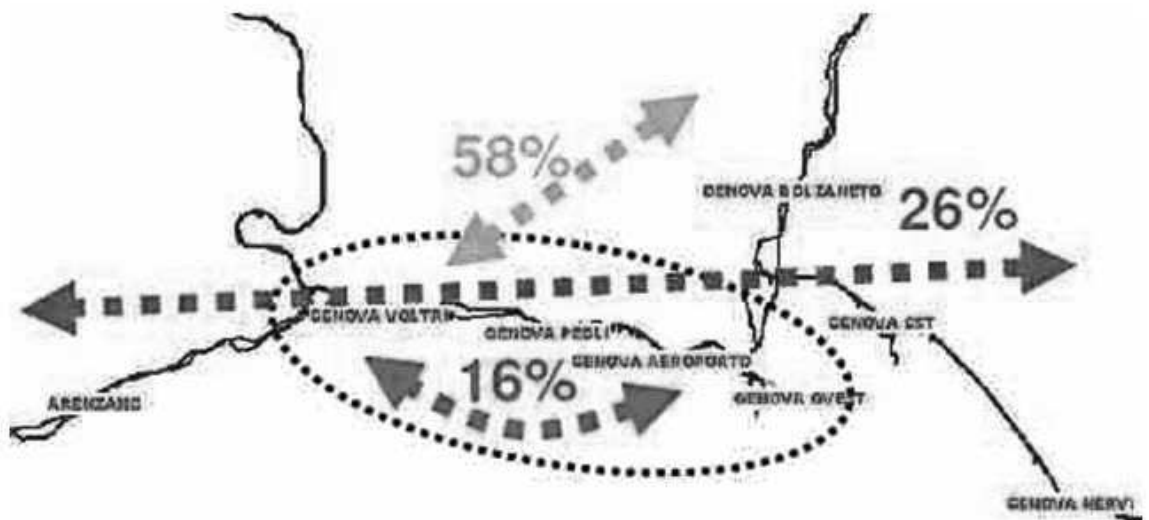 58%
GENOVA BOLZANETO
26%
GENOVA VOLTRI
GENOVA PEGLI
GENOVA EST
GENOVA AEROPORTO
16%
GENOVA OVEST
ARENZANO
GENOVA NERVI